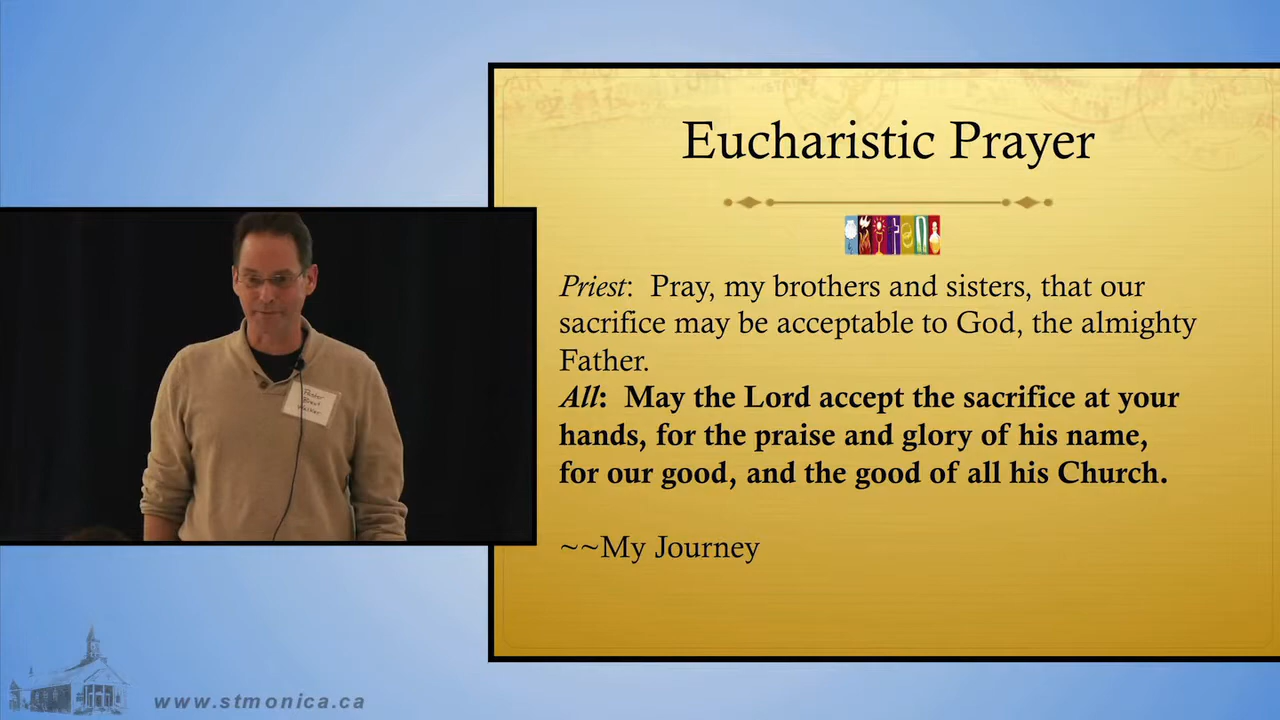 Eucharistic Prayer
Priest:  Pray, my brothers and sisters, that our
sacrifice may be acceptable to God, the almighty
Father.
All:  May the Lord accept the sacrifice at your
hands, for the praise and glory of his name,
for our good, and the good of all his Church.
~~My Journey
Walker
www.stmonica.ca